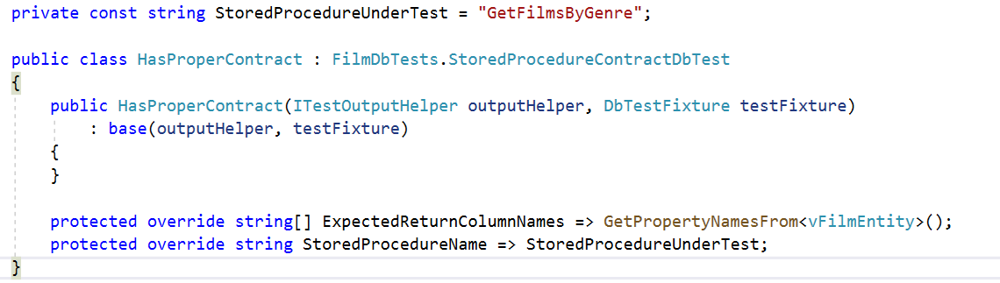 private const string StoredProcedureUnderTest = "GetFilmsByGenre";
public class HasProperContract : FilmDbTests.StoredProcedureContractDbTest
{
public HasProperContract(ITestOutputHelper outputHelper, DbTestFixture testFixture)
: base(outputHelper, testFixture)
{
}
protected override string[] ExpectedReturnColumnNames => GetPropertyNamesFrom<vFilmEntity>();
protected override string StoredProcedureName => StoredProcedureUnderTest;
}